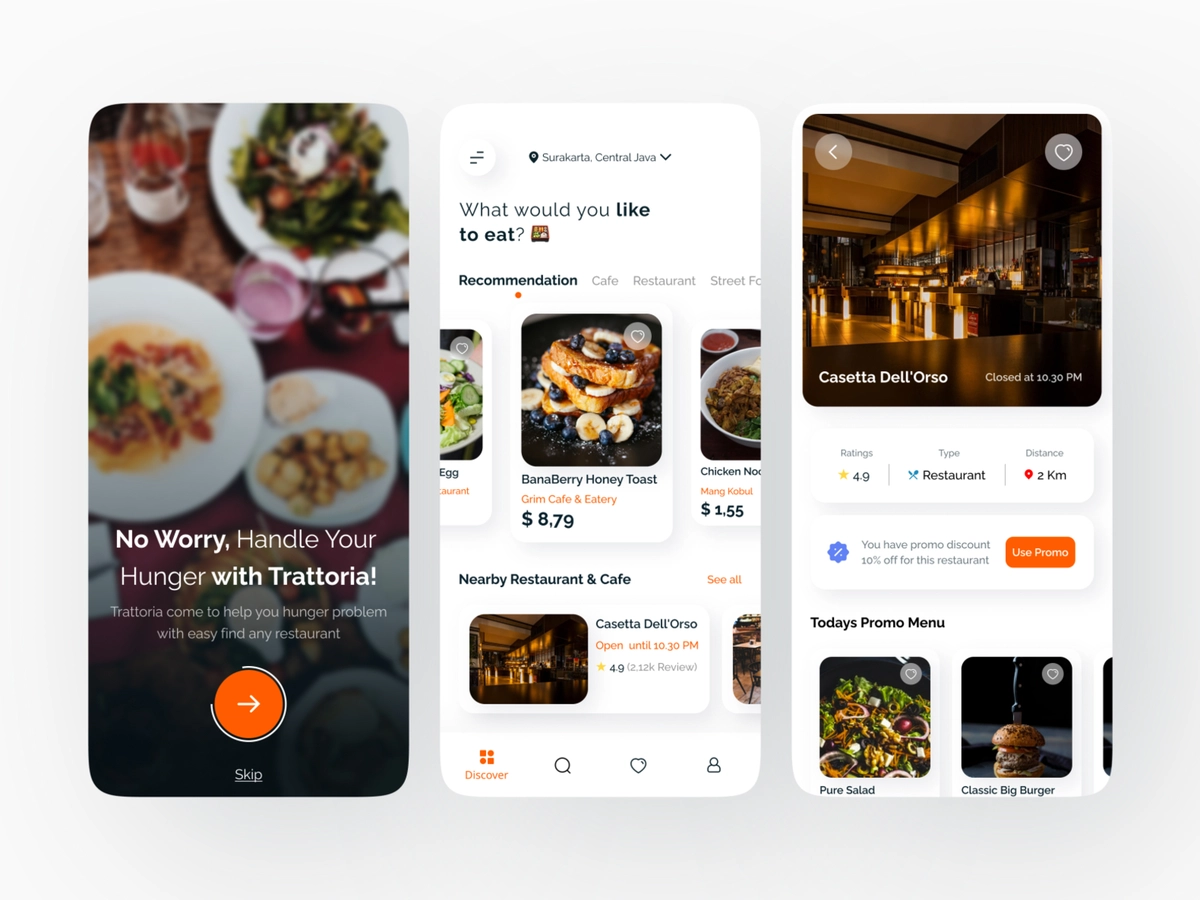 No Worry, Handle Your
Hunger with Trattoria!
Trattoria come to help you hunger problem
with easy find any restaurant
Skip
Surakarta, Central Java
What would you like
to eat?
Recommendation Cafe Restaurant Street Fo
Egg
taurant
BanaBerry Honey Toast
Grim Cafe & Eatery
$ 8,79
Chicken Noo
Mang Kobul
$ 1,55
Nearby Restaurant & Cafe See all
Casetta Dell'Orso
Open until 10.30 PM
4.9 (2,12k Review)
Discover
Casetta Dell'Orso Closed at 10.30 PM
Ratings Type Distance
4.9 Restaurant 2 Km
You have promo discount
10% off for this restaurant
Use Promo
Todays Promo Menu
Pure Salad Classic Big Burger